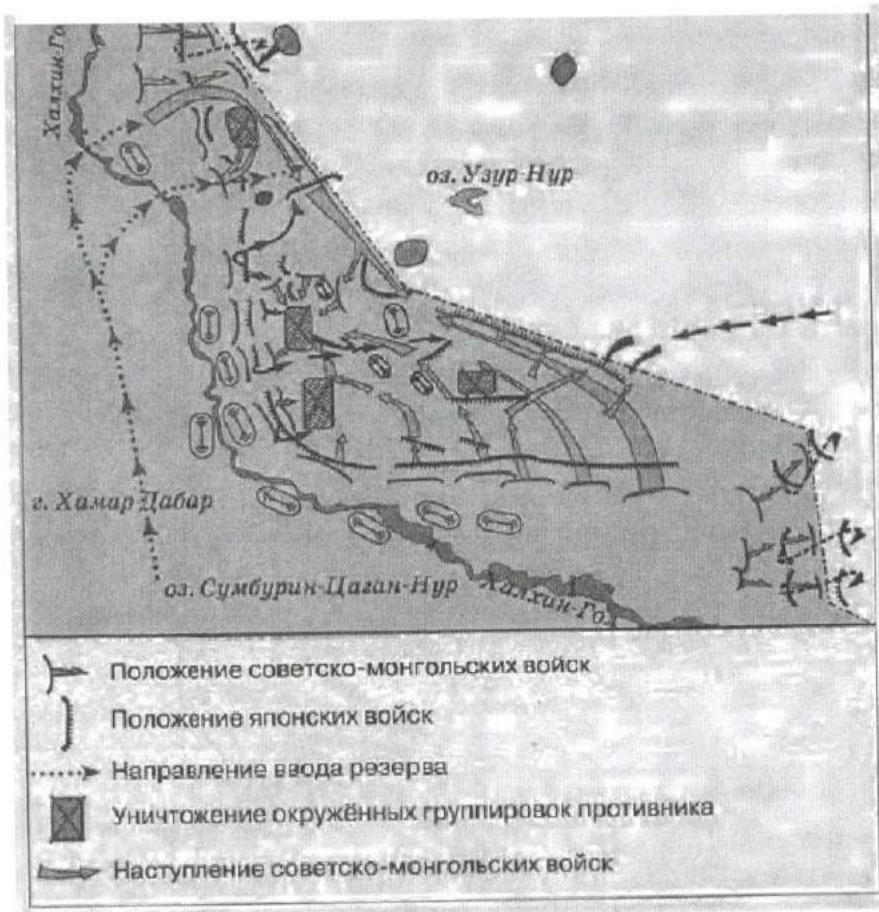 Халхин-Го
оз. Узур-Нур
г. Хамар-Дабар
оз. Сумбурин-Цаган-Нур
Халхин-Гол
Положение советско-монгольских войск
Положение японских войск
Направление ввода резерва
Уничтожение окружённых группировок противника
Наступление советско-монгольских войск